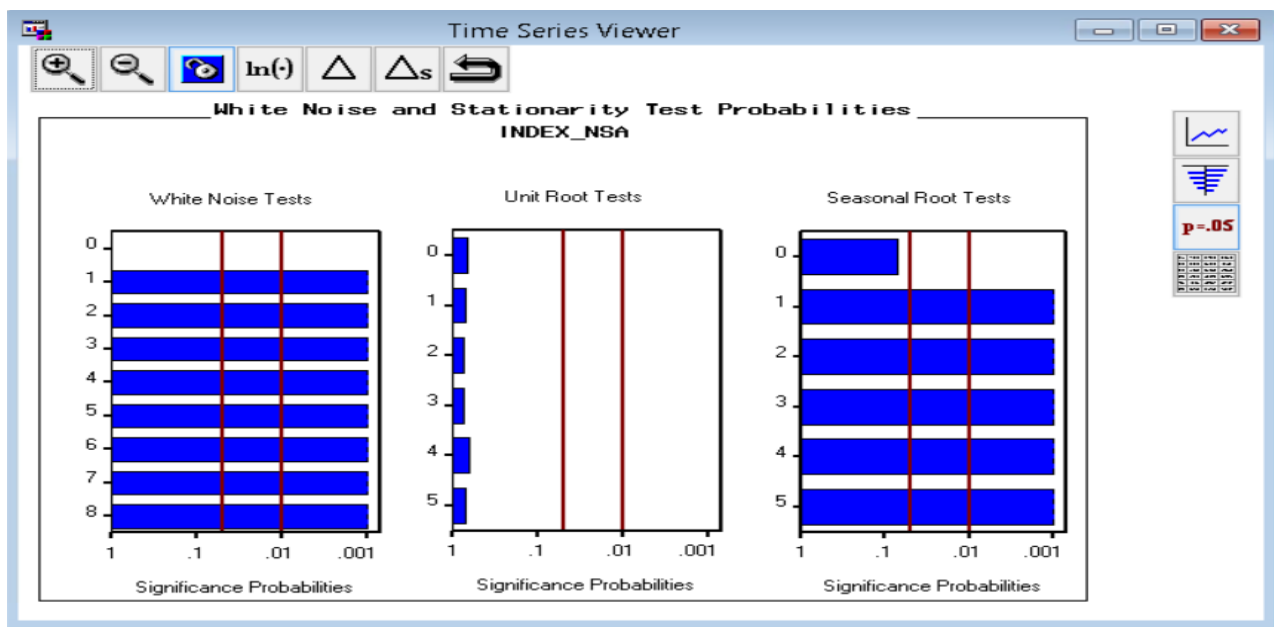 Time Series Viewer
ln(·) Δ Δs
White Noise and Stationarity Test Probabilities
INDEX_NSA
p=.05
White Noise Tests
0
1
2
3
4
5
6
7
8
1 .1 .01 .001
Significance Probabilities
Unit Root Tests
0
1
2
3
4
5
1 .1 .01 .001
Significance Probabilities
Seasonal Root Tests
0
1
2
3
4
5
1 .1 .01 .001
Significance Probabilities